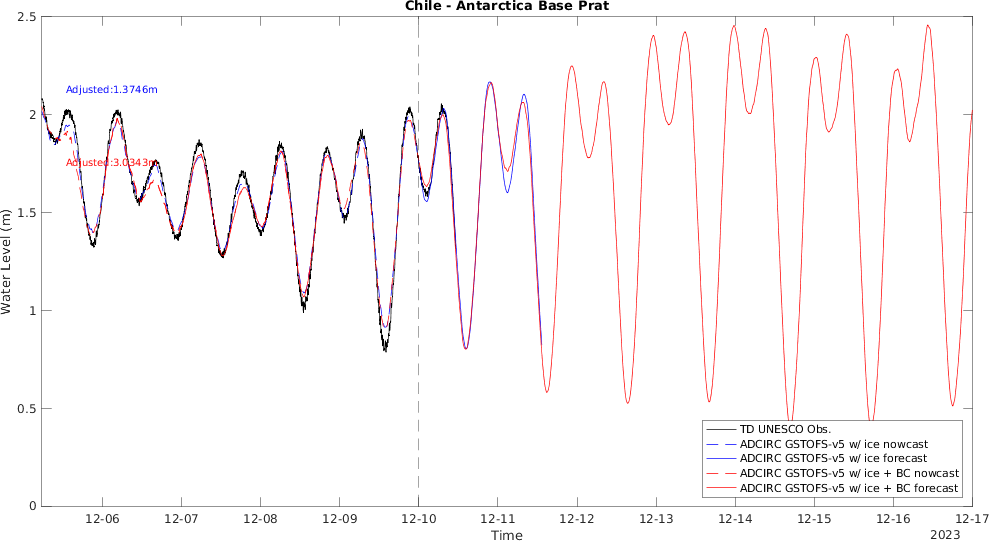 Chile - Antarctica Base Prat
2.5
2
1.5
1
0.5
0
Water Level (m)
Adjusted:1.3746m
Adjusted:3.0343m
TD UNESCO Obs.
ADCIRC GSTOFS-v5 w/ ice nowcast
ADCIRC GSTOFS-v5 w/ ice forecast
ADCIRC GSTOFS-v5 w/ ice + BC nowcast
ADCIRC GSTOFS-v5 w/ ice + BC forecast
12-06 12-07 12-08 12-09 12-10 12-11 12-12 12-13 12-14 12-15 12-16 12-17
Time
2023